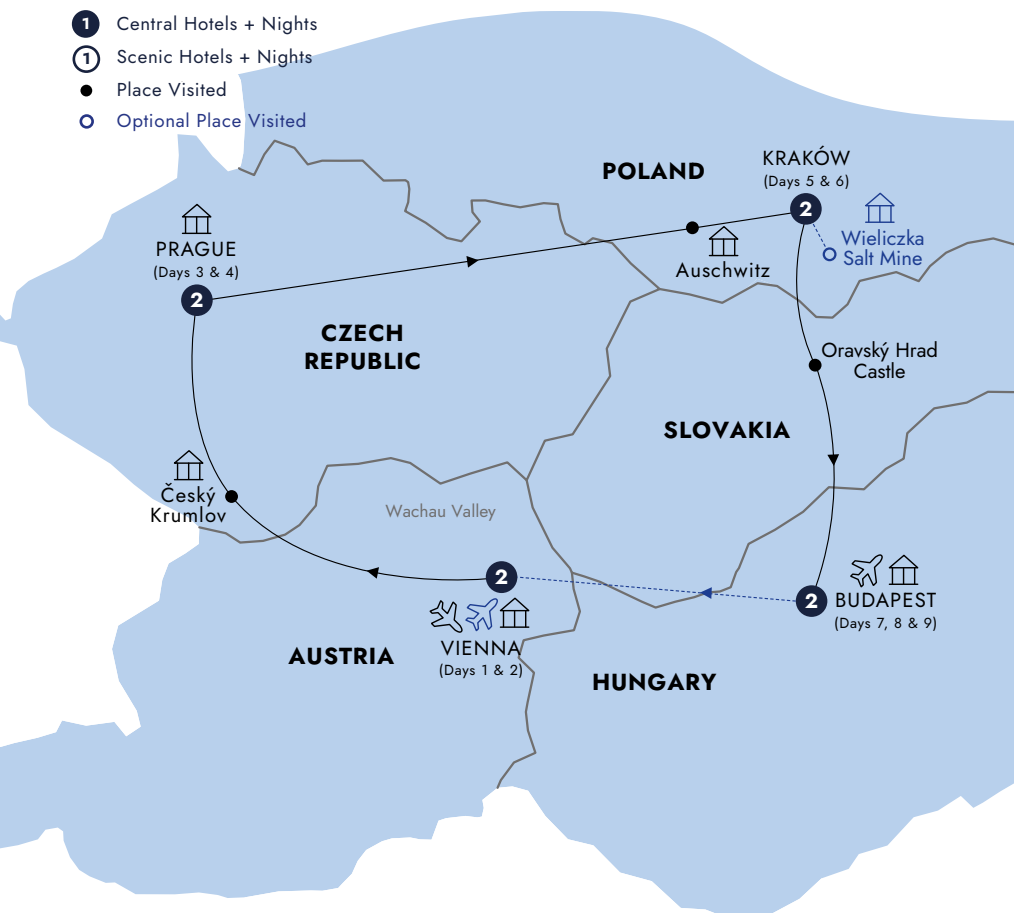 1 Central Hotels + Nights
1 Scenic Hotels + Nights
Place Visited
Optional Place Visited
POLAND
KRAKÓW
(Days 5 & 6)
2
Wieliczka
Salt Mine
Auschwitz
PRAGUE
(Days 3 & 4)
2
CZECH
REPUBLIC
Oravský Hrad
Castle
SLOVAKIA
Český
Krumlov
Wachau Valley
2
VIENNA
(Days 1 & 2)
2
BUDAPEST
(Days 7, 8 & 9)
AUSTRIA
HUNGARY